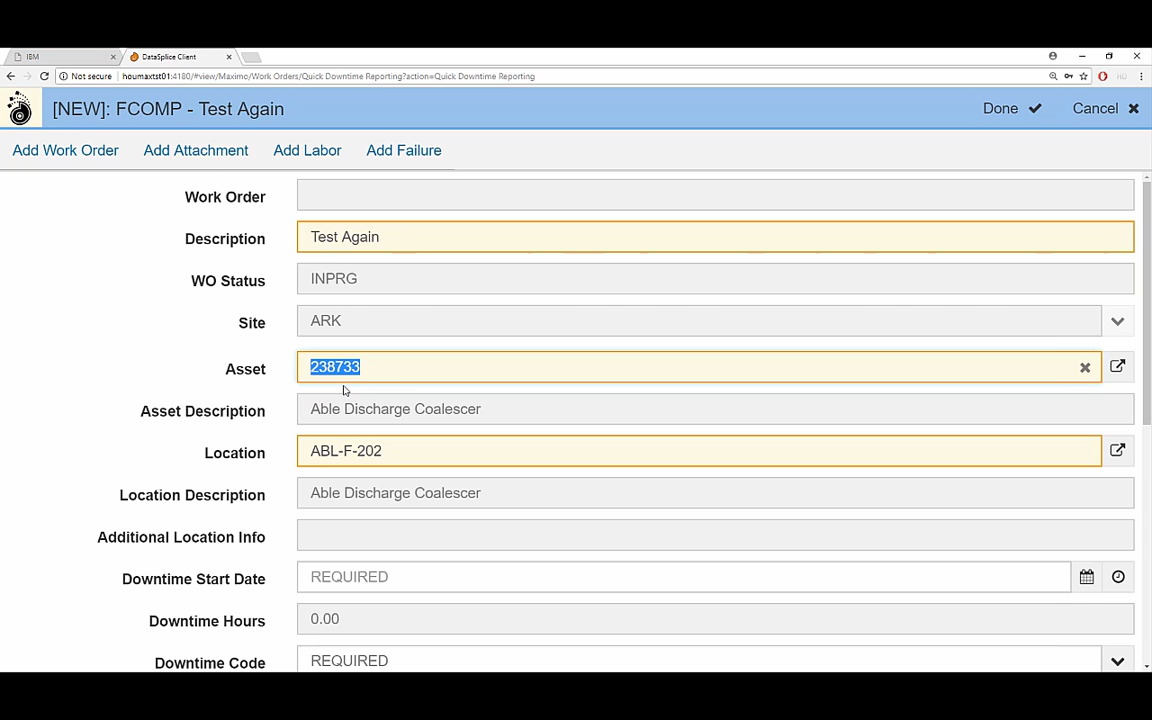 IBM
DataSplice Client
Not secure houmaxtst01:4180/#view/Maximo/Work Orders/Quick Downtime Reporting?action=Quick Downtime Reporting
[NEW]: FCOMP - Test Again
Done
Cancel
Add Work Order Add Attachment Add Labor Add Failure
Work Order
Description Test Again
WO Status INPRG
Site ARK
Asset 238733
Asset Description Able Discharge Coalescer
Location ABL-F-202
Location Description Able Discharge Coalescer
Additional Location Info
Downtime Start Date REQUIRED
Downtime Hours 0.00
Downtime Code REQUIRED